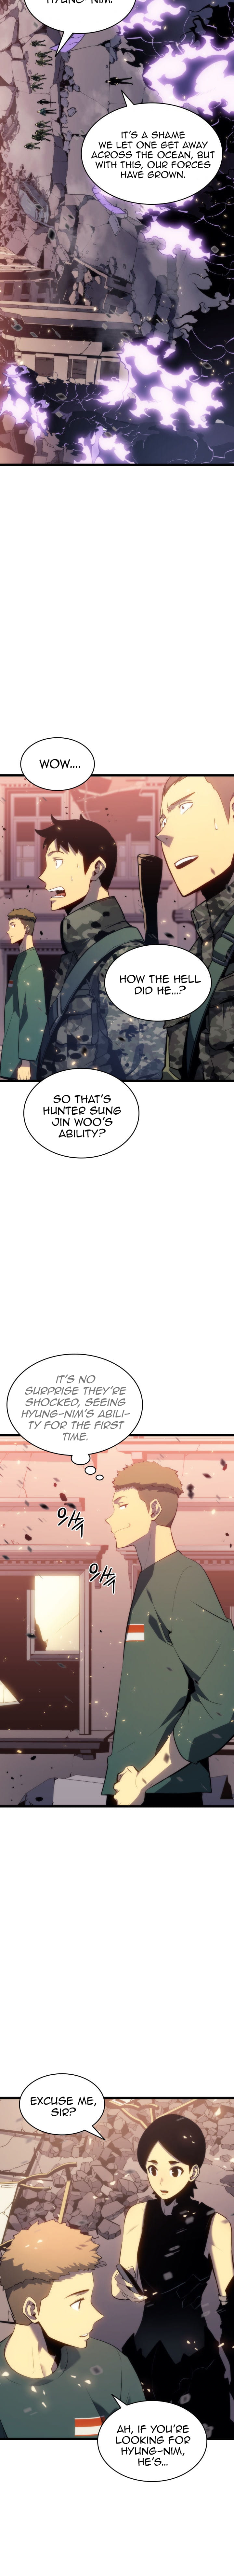 HYUNG-NIM.
IT'S A SHAME
WE LET ONE GET AWAY
ACROSS THE OCEAN, BUT
WITH THIS, OUR FORCES
HAVE GROWN.
WOW....
HOW THE HELL
DID HE...?
SO THAT'S
HUNTER SUNG
JIN WOO'S
ABILITY?
IT'S NO
SURPRISE THEY'RE
SHOCKED, SEEING
HYUNG-NIM'S ABILI-
TY FOR THE FIRST
TIME.
EXCUSE ME,
SIR?
AH, IF YOU'RE
LOOKING FOR
HYUNG-NIM,
HE'S...